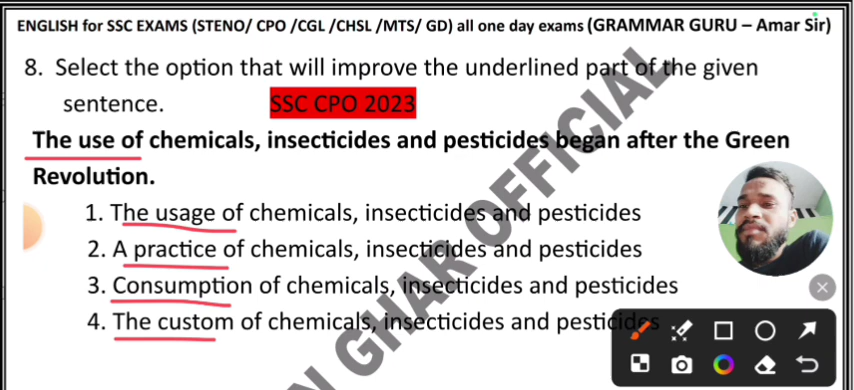 ENGLISH for SSC EXAMS (STENO/ CPO /CGL /CHSL /MTS/ GD) all one day exams (GRAMMAR GURU – Amar Sir)
8. Select the option that will improve the underlined part of the given
sentence. SSC CPO 2023
The use of chemicals, insecticides and pesticides began after the Green
Revolution.
1. The usage of chemicals, insecticides and pesticides
2. A practice of chemicals, insecticides and pesticides
3. Consumption of chemicals, insecticides and pesticides
4. The custom of chemicals, insecticides and pesticides
GHAR OFFICIAL